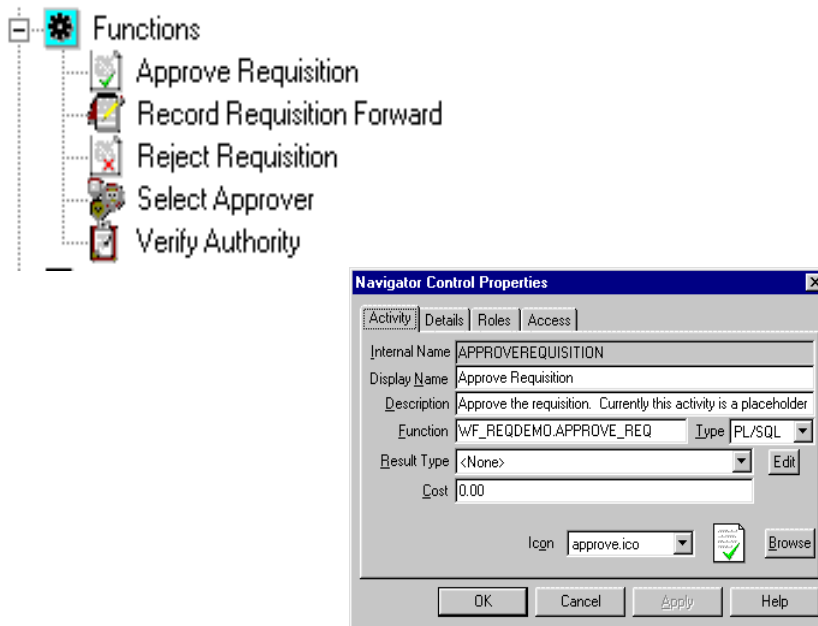 Functions
Approve Requisition
Record Requisition Forward
Reject Requisition
Select Approver
Verify Authority
Navigator Control Properties
Activity Details Roles Access
Internal Name APPROVEREQUISITION
Display Name Approve Requisition
Description Approve the requisition. Currently this activity is a placeholder
Function WF_REQDEMO.APPROVE_REQ Type PL/SQL
Result Type <None> Edit
Cost 0.00
Icon approve.ico Browse
OK Cancel Apply Help